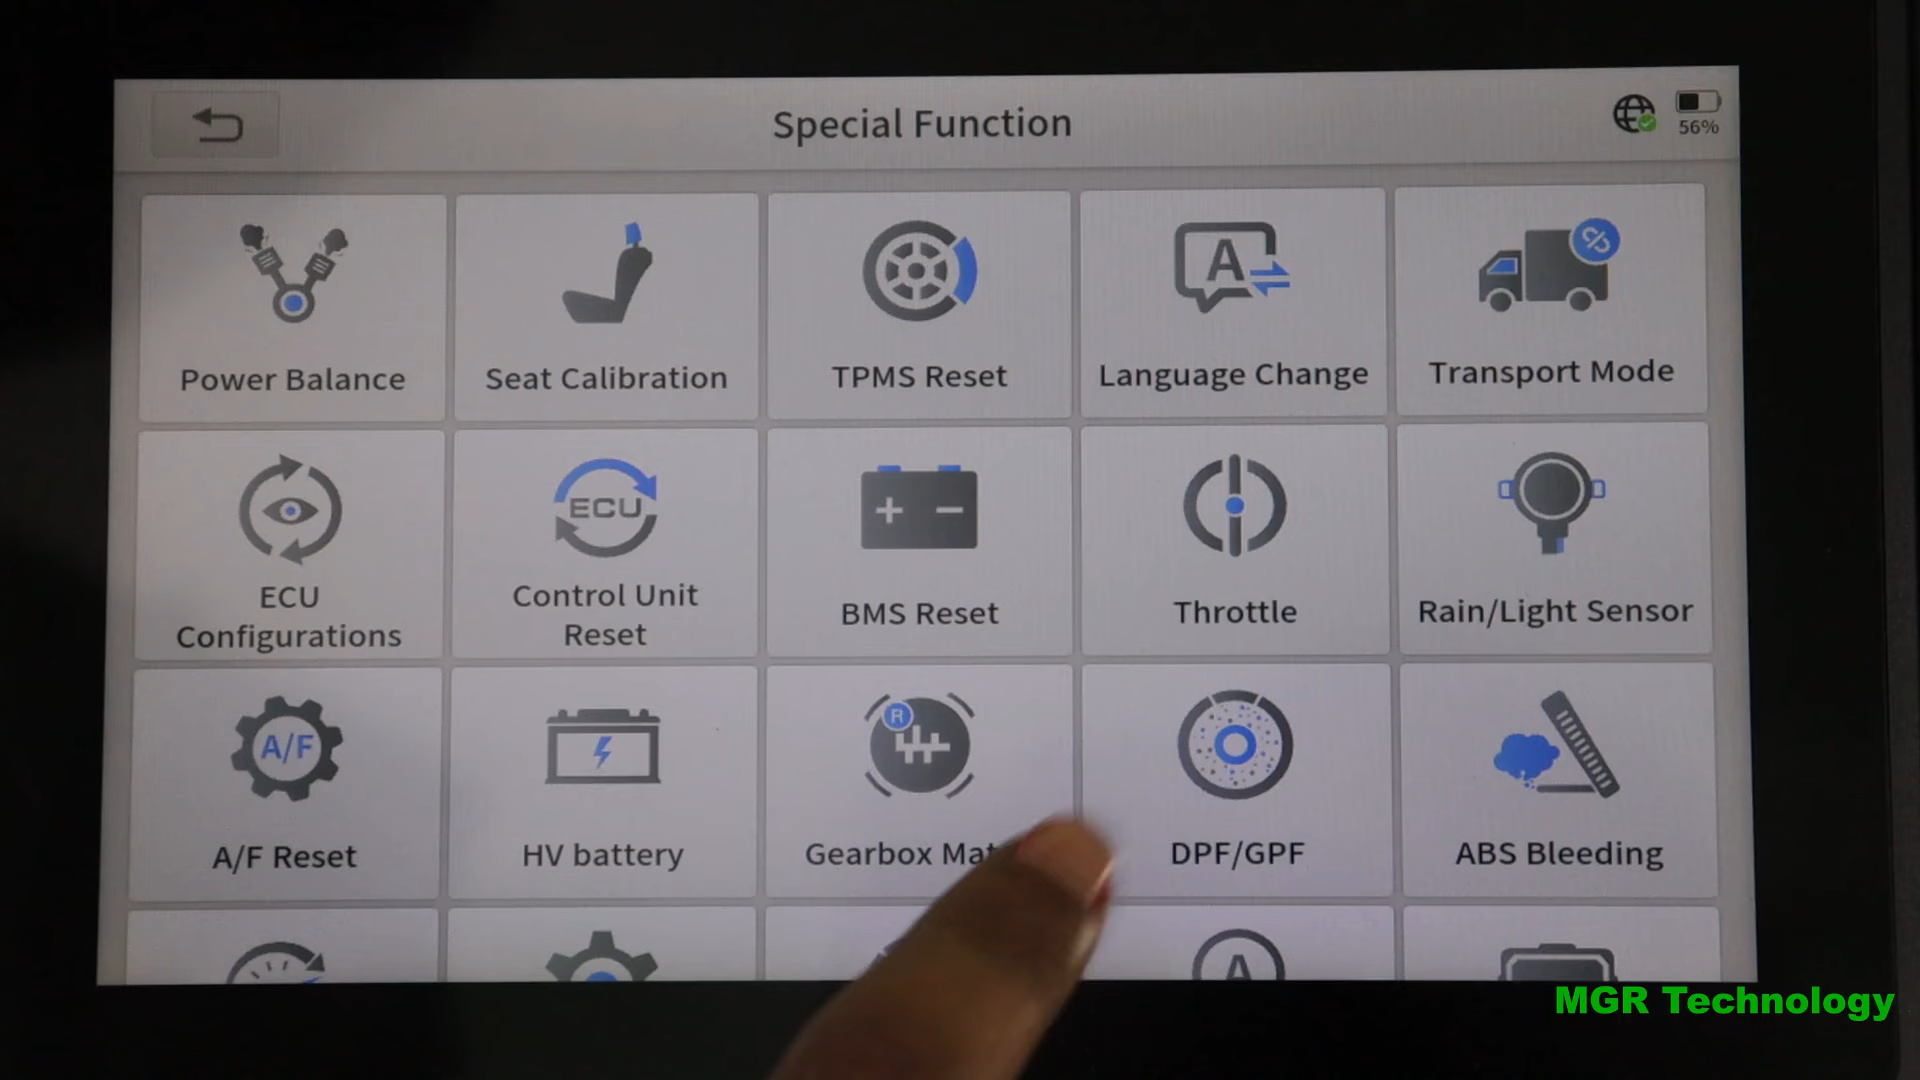 Special Function
56%
Power Balance
Seat Calibration
TPMS Reset
A
Language Change
Transport Mode
ECU
Configurations
ECU
Control Unit
Reset
BMS Reset
Throttle
Rain/Light Sensor
A/F
A/F Reset
HV battery
R
Gearbox
DPF/GPF
ABS Bleeding
A
MGR Technology